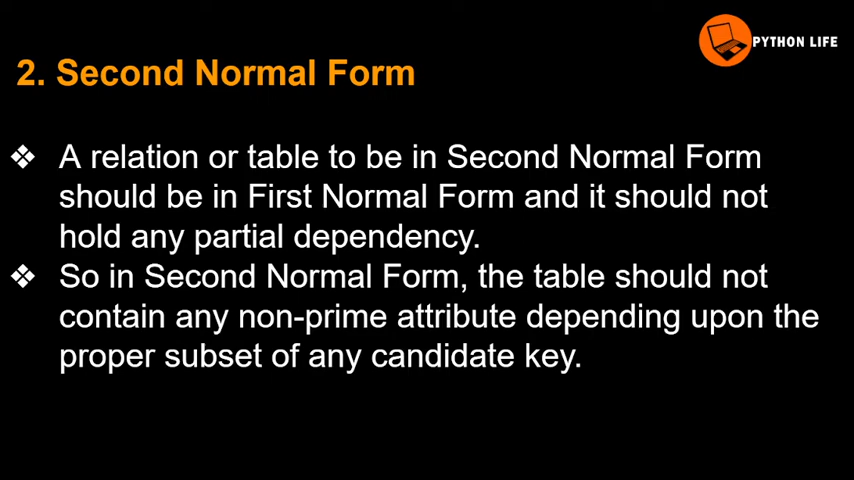 PYTHON LIFE
2. Second Normal Form
❖ A relation or table to be in Second Normal Form
should be in First Normal Form and it should not
hold any partial dependency.
❖ So in Second Normal Form, the table should not
contain any non-prime attribute depending upon the
proper subset of any candidate key.